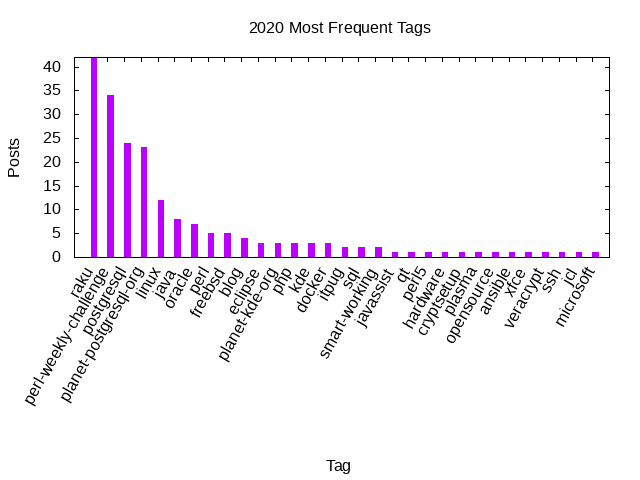 2020 Most Frequent Tags
Posts
40
35
30
25
20
15
10
5
0
raku
perl-weekly-challenge
postgresql
planet-postgresql-org
linux
java
oracle
perl
freebsd
blog
eclipse
planet-kde-org
php
kde
docker
itpug
sql
smart-working
javassist
qt
perl5
hardware
cryptsetup
plasma
opensource
ansible
xfce
veracrypt
ssh
jcl
microsoft
Tag